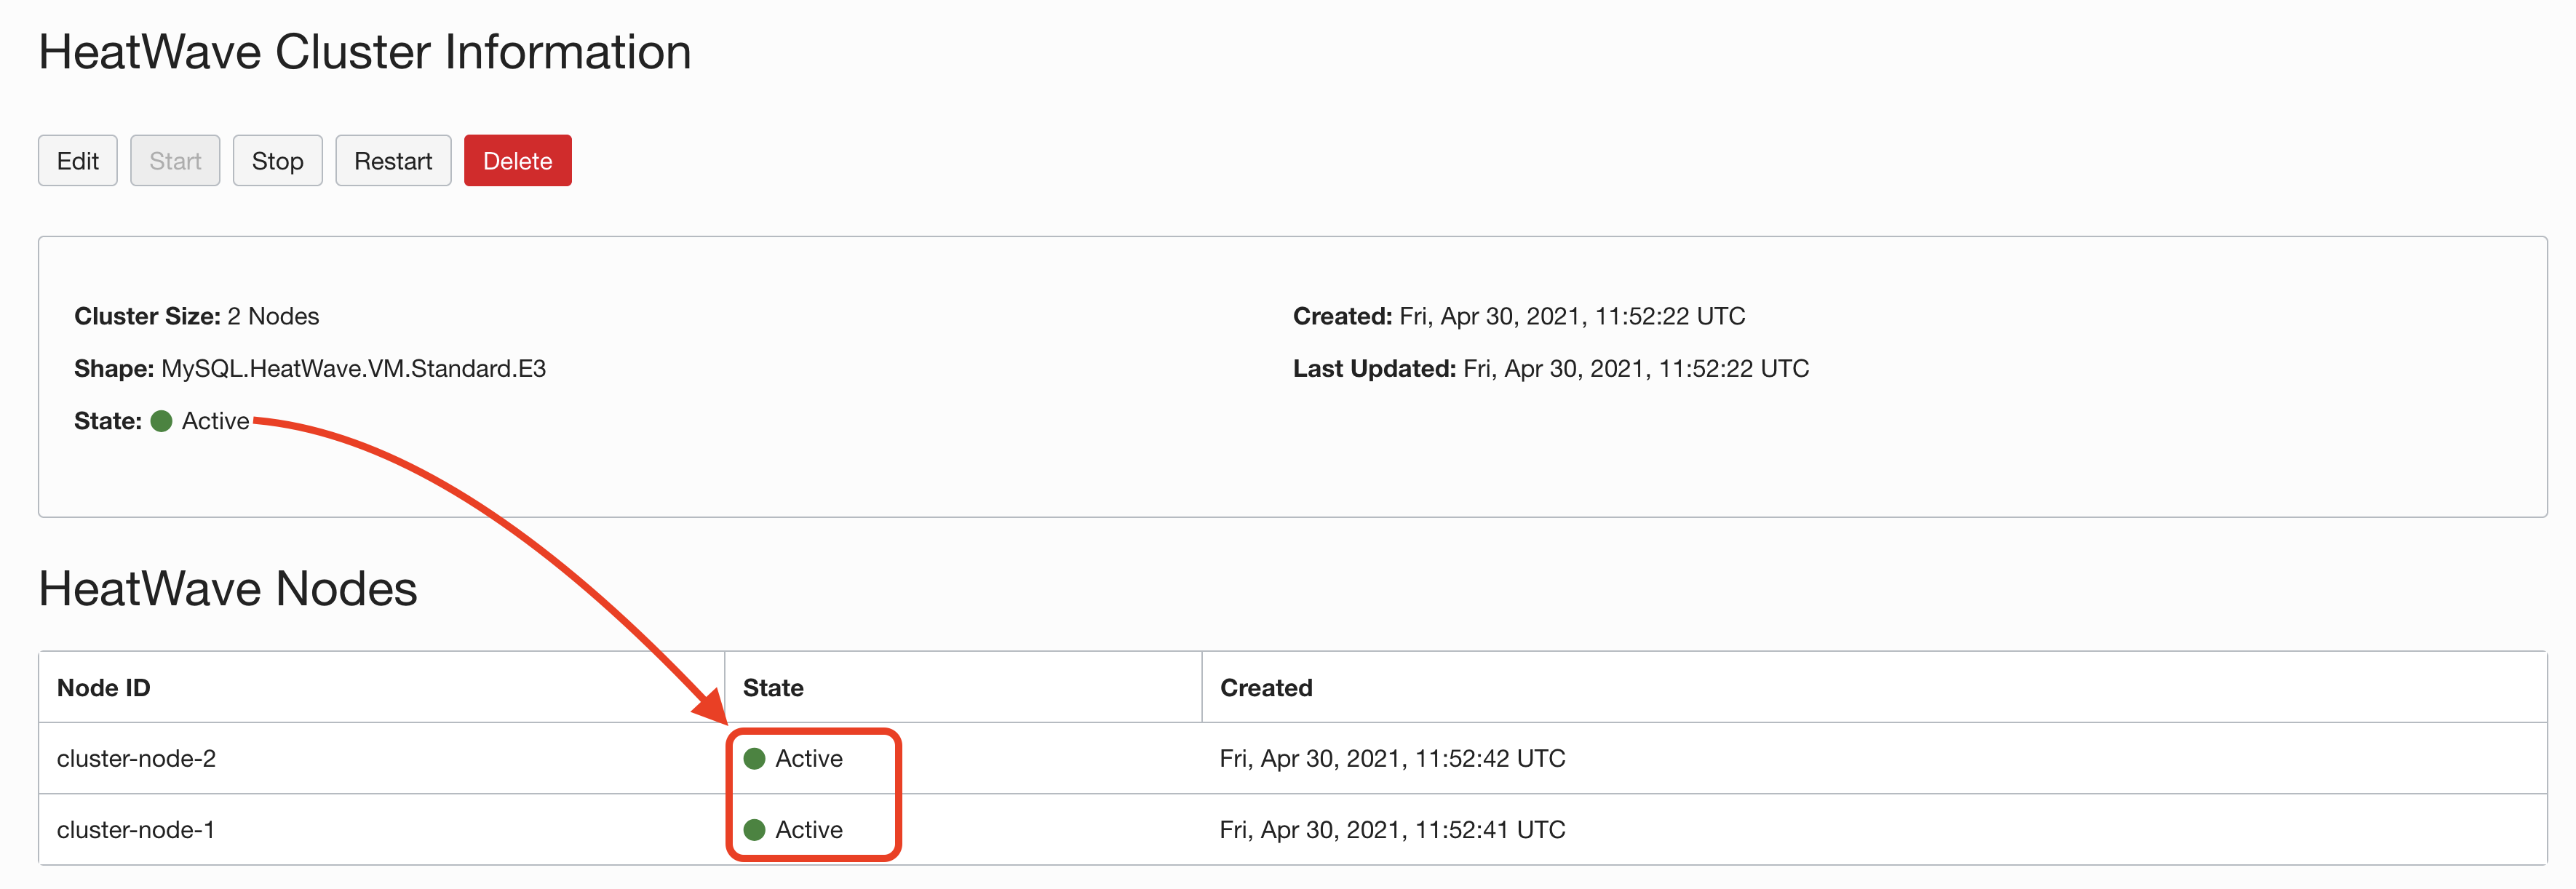 HeatWave Cluster Information
Edit Start Stop Restart Delete
Cluster Size: 2 Nodes
Created: Fri, Apr 30, 2021, 11:52:22 UTC
Shape: MySQL.HeatWave.VM.Standard.E3
Last Updated: Fri, Apr 30, 2021, 11:52:22 UTC
State: Active
HeatWave Nodes
Node ID State Created
cluster-node-2 Active Fri, Apr 30, 2021, 11:52:42 UTC
cluster-node-1 Active Fri, Apr 30, 2021, 11:52:41 UTC